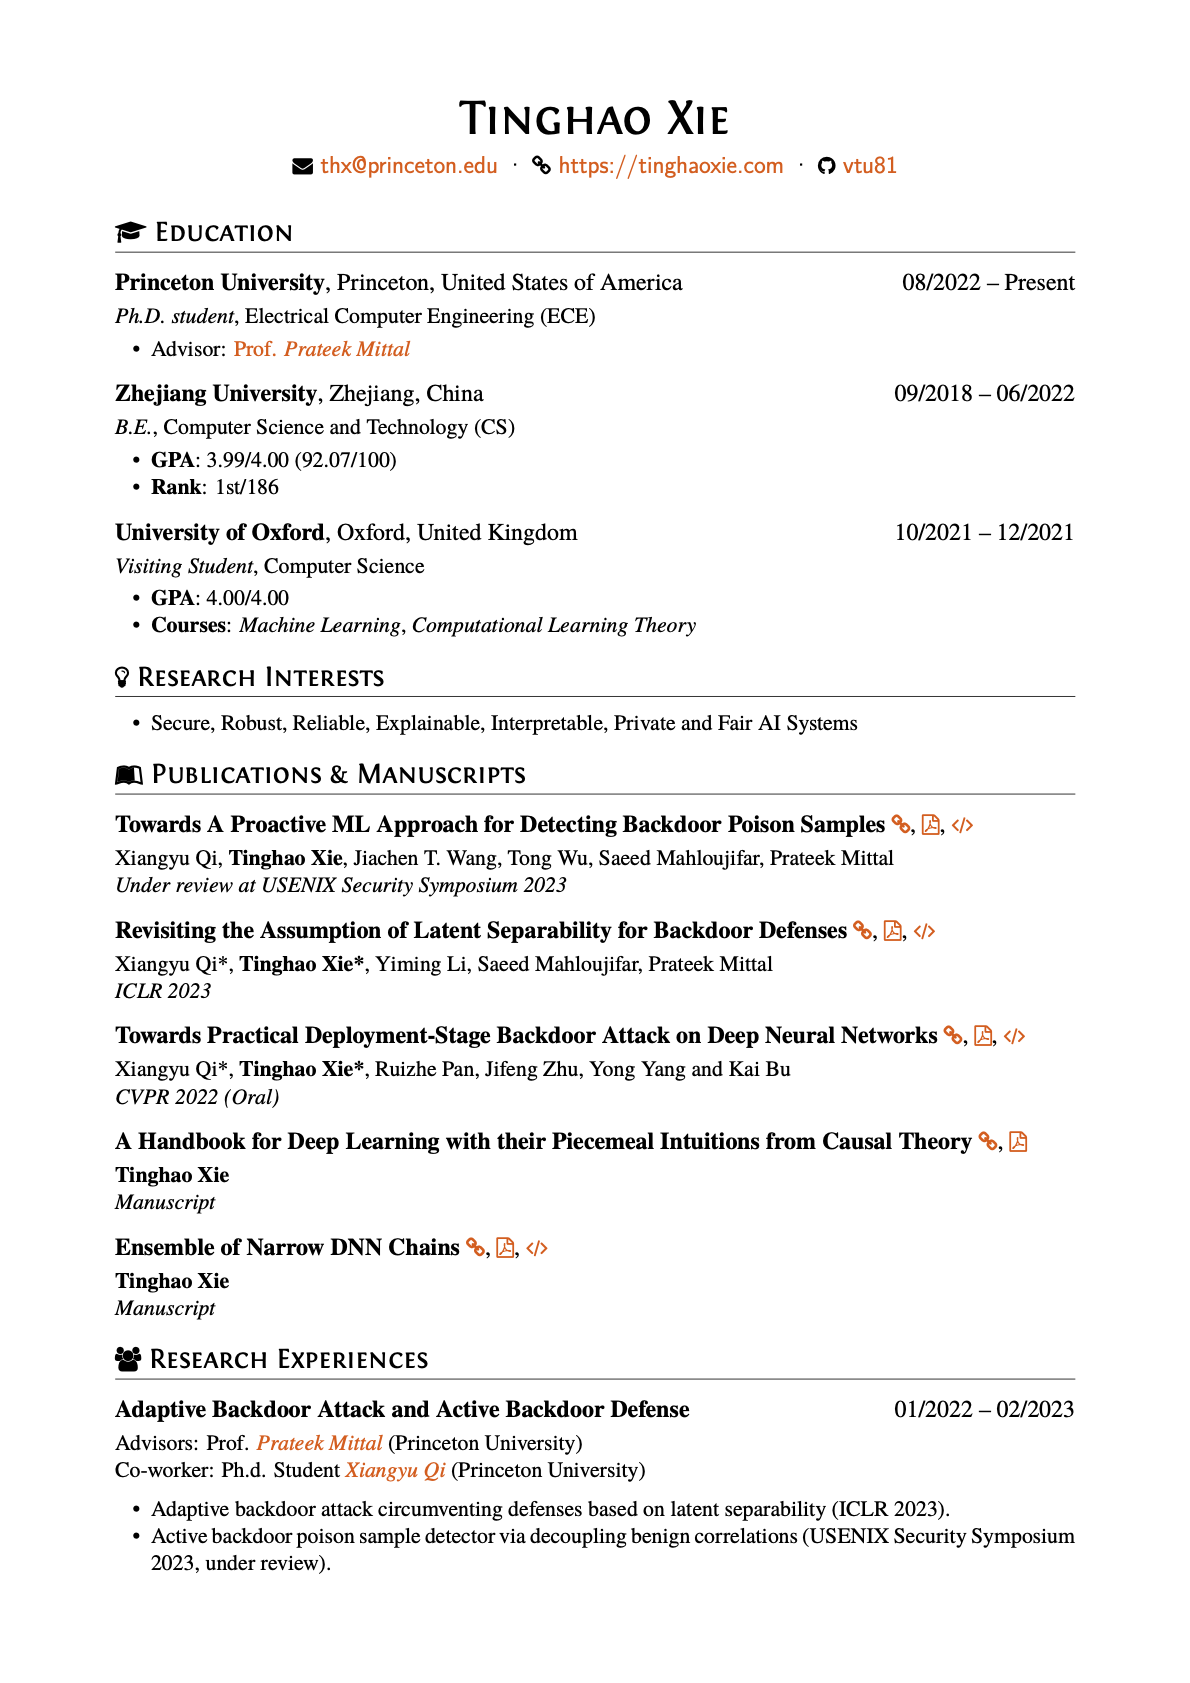 Tinghao Xie
thx@princeton.edu · https://tinghaoxie.com · vtu81
Education
Princeton University, Princeton, United States of America 08/2022 – Present
Ph.D. student, Electrical Computer Engineering (ECE)
• Advisor: Prof. Prateek Mittal
Zhejiang University, Zhejiang, China 09/2018 – 06/2022
B.E., Computer Science and Technology (CS)
• GPA: 3.99/4.00 (92.07/100)
• Rank: 1st/186
University of Oxford, Oxford, United Kingdom 10/2021 – 12/2021
Visiting Student, Computer Science
• GPA: 4.00/4.00
• Courses: Machine Learning, Computational Learning Theory
Research Interests
• Secure, Robust, Reliable, Explainable, Interpretable, Private and Fair AI Systems
Publications & Manuscripts
Towards A Proactive ML Approach for Detecting Backdoor Poison Samples , , </>
Xiangyu Qi, Tinghao Xie, Jiachen T. Wang, Tong Wu, Saeed Mahloujifar, Prateek Mittal
Under review at USENIX Security Symposium 2023
Revisiting the Assumption of Latent Separability for Backdoor Defenses , , </>
Xiangyu Qi*, Tinghao Xie*, Yiming Li, Saeed Mahloujifar, Prateek Mittal
ICLR 2023
Towards Practical Deployment-Stage Backdoor Attack on Deep Neural Networks , , </>
Xiangyu Qi*, Tinghao Xie*, Ruizhe Pan, Jifeng Zhu, Yong Yang and Kai Bu
CVPR 2022 (Oral)
A Handbook for Deep Learning with their Piecemeal Intuitions from Causal Theory ,
Tinghao Xie
Manuscript
Ensemble of Narrow DNN Chains , , </>
Tinghao Xie
Manuscript
Research Experiences
Adaptive Backdoor Attack and Active Backdoor Defense 01/2022 – 02/2023
Advisors: Prof. Prateek Mittal (Princeton University)
Co-worker: Ph.d. Student Xiangyu Qi (Princeton University)
• Adaptive backdoor attack circumventing defenses based on latent separability (ICLR 2023).
• Active backdoor poison sample detector via decoupling benign correlations (USENIX Security Symposium
2023, under review).